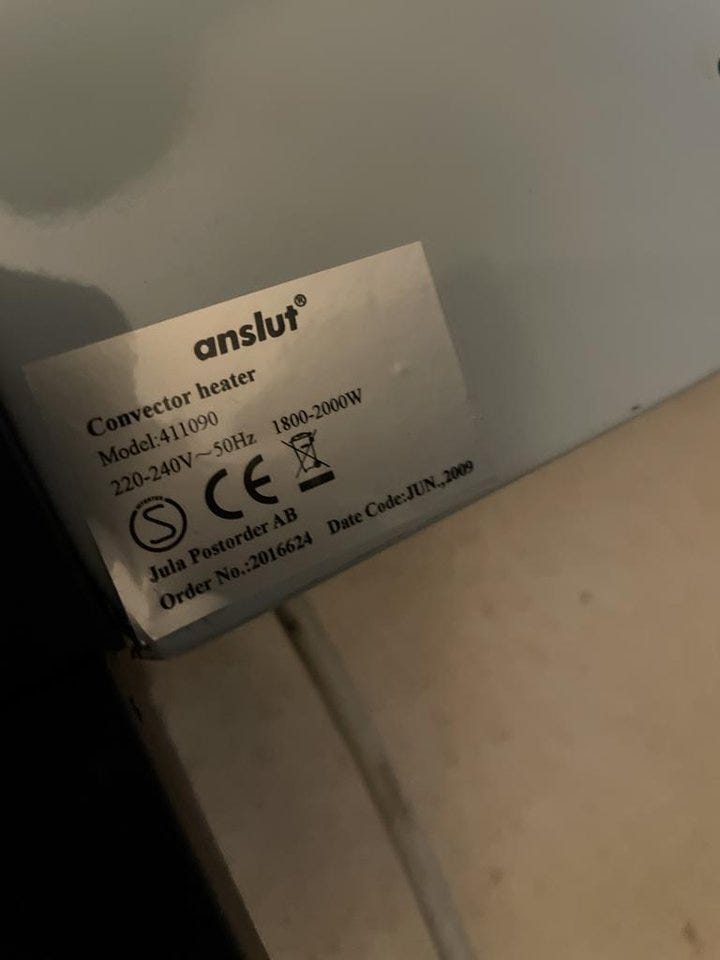 anslut®
Convector heater
Model:411090
220-240V~50Hz 1800-2000W
S CE
Jula Postorder AB
Order No.:2016624 Date Code:JUN.,2009